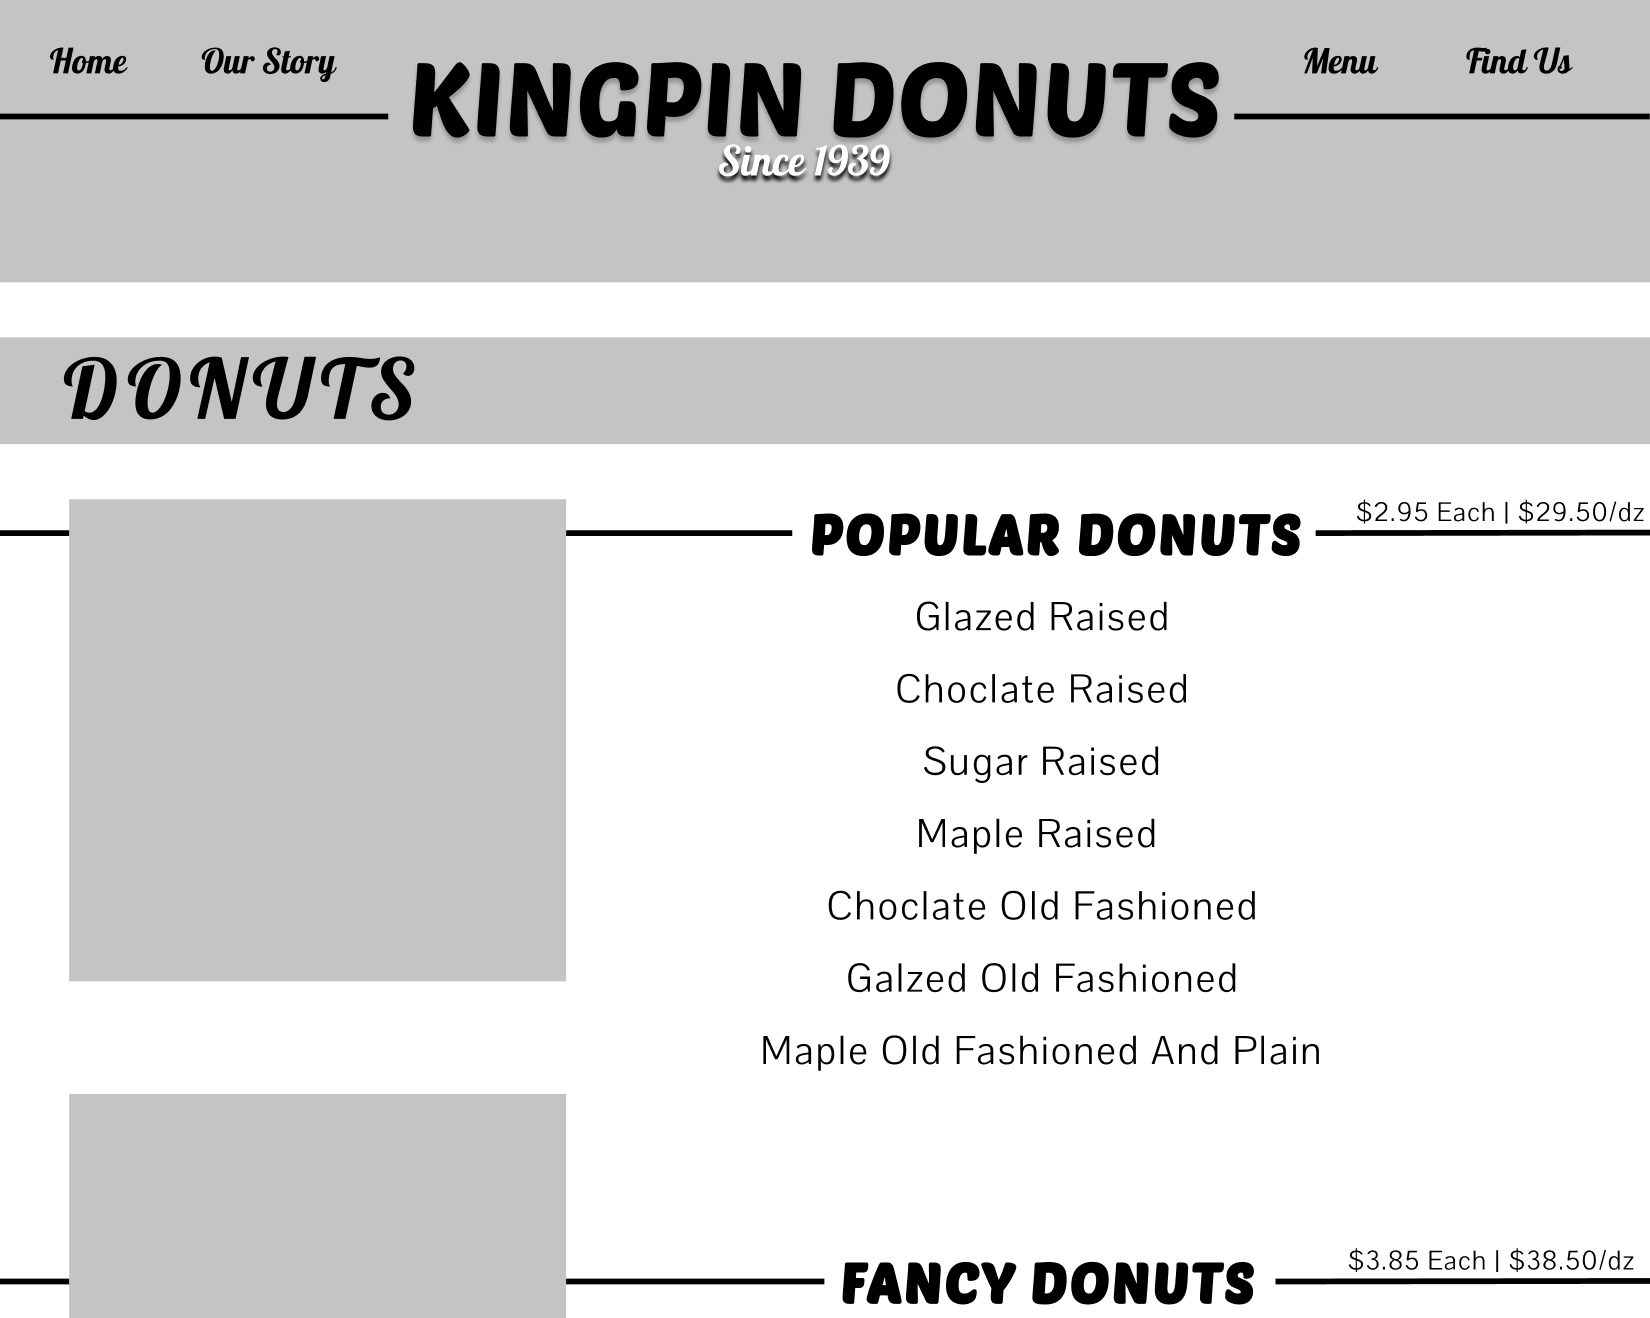 Home
Our Story
KINGPIN DONUTS
Menu
Find Us
Since 1939
DONUTS
POPULAR DONUTS
$2.95 Each | $29.50/dz
Glazed Raised
Choclate Raised
Sugar Raised
Maple Raised
Choclate Old Fashioned
Galzed Old Fashioned
Maple Old Fashioned And Plain
FANCY DONUTS
$3.85 Each | $38.50/dz